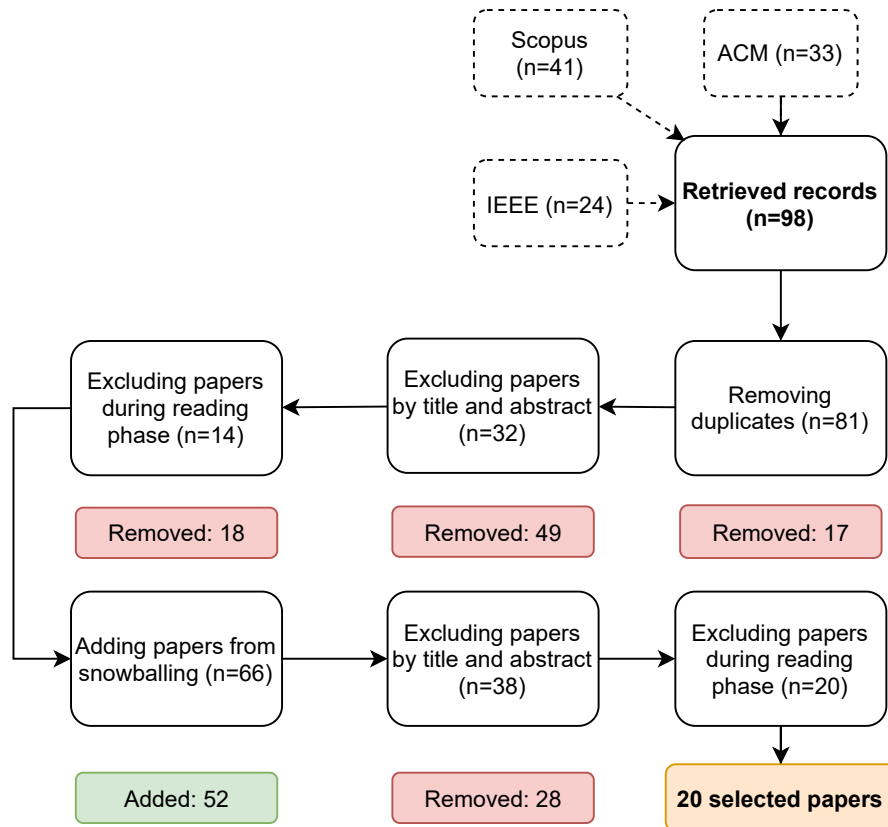 Scopus
(n=41)
ACM (n=33)
IEEE (n=24)
Retrieved records
(n=98)
Removing
duplicates (n=81)
Excluding papers
by title and abstract
(n=32)
Excluding papers
during reading
phase (n=14)
Removed: 18
Removed: 49
Removed: 17
Adding papers from
snowballing (n=66)
Excluding papers
by title and abstract
(n=38)
Excluding papers
during reading
phase (n=20)
Added: 52
Removed: 28
20 selected papers